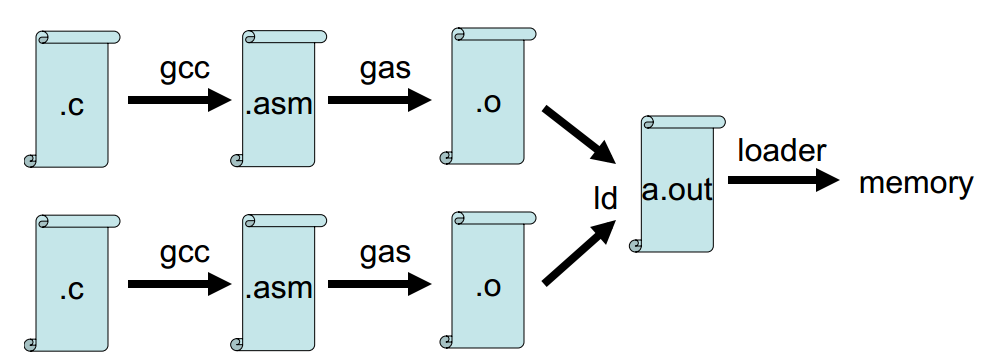 gcc
gas
.c
.asm
.o
loader
ld
a.out
memory
gcc
gas
.c
.asm
.o